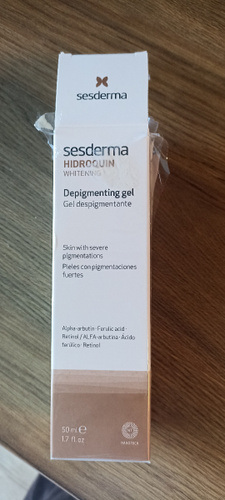 sesderma
sesderma
HIDROQUIN
WHITENING
Depigmenting gel
Gel despigmentante
Skin with severe
pigmentations
Pieles con pigmentaciones
fuertes
Alpha-arbutin · Ferulic acid ·
Retinol / ALFA-arbutina · Ácido
ferúlico · Retinol
50 ml e
1.7 fl. oz